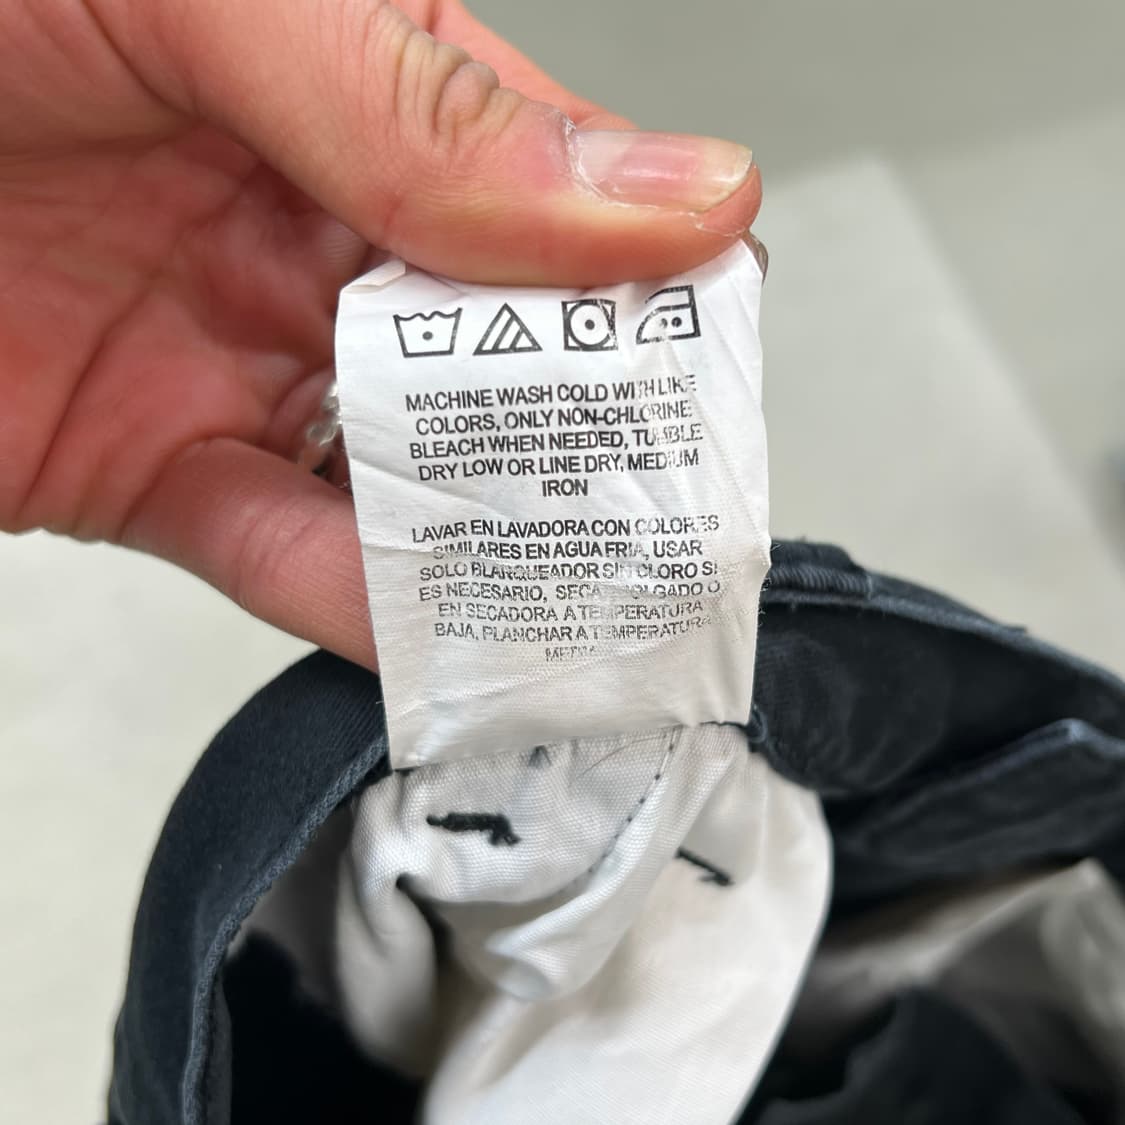 MACHINE WASH COLD WITH LIKE
COLORS, ONLY NON-CHLORINE
BLEACH WHEN NEEDED, TUMBLE
DRY LOW OR LINE DRY, MEDIUM
IRON
LAVAR EN LAVADORA CON COLORES
SIMILARES EN AGUA FRIA, USAR
SOLO BLANQUEADOR SIN CLORO SI
ES NECESARIO, O
EN SECADORA A TEMPERATURA
BAJA, PLANCHAR A TEMPERATURA